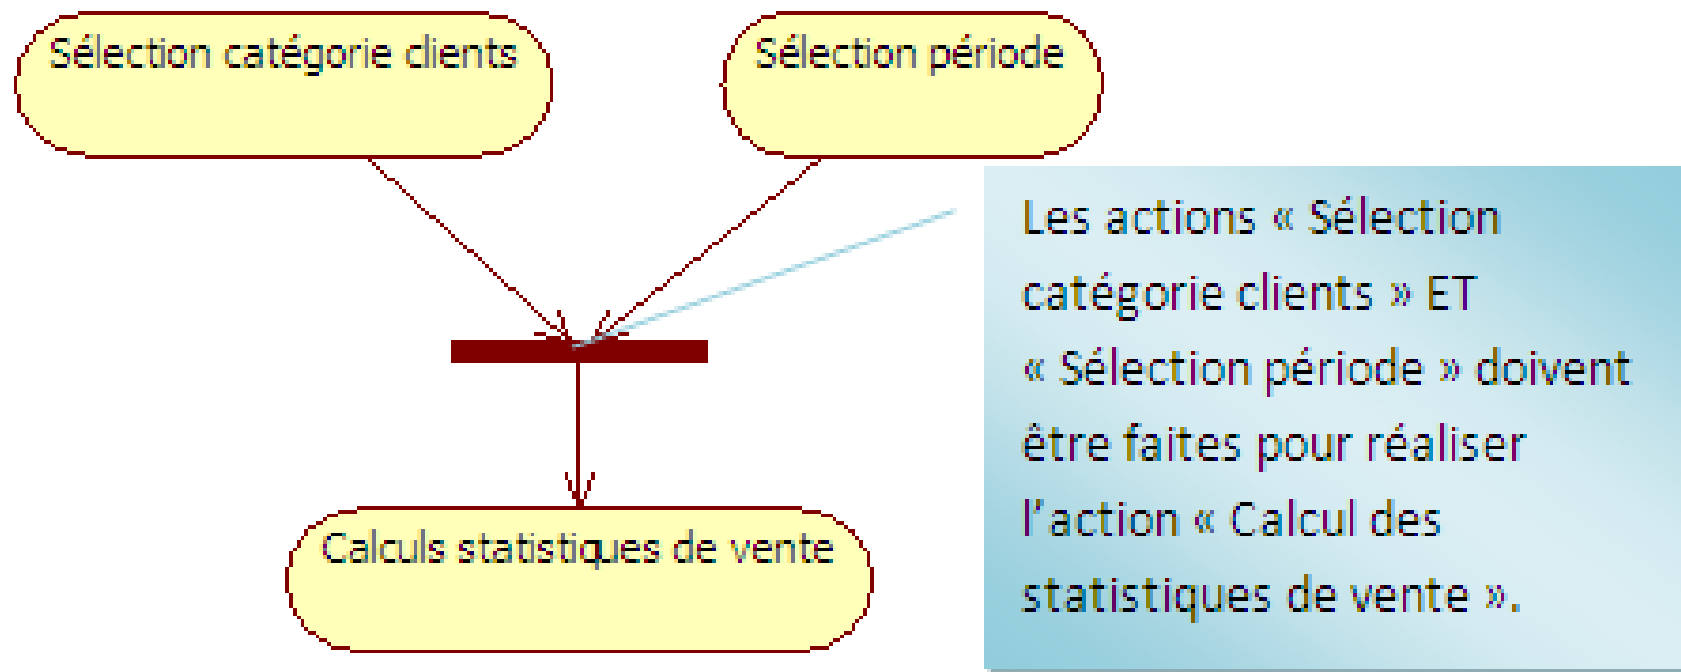 Sélection catégorie clients
Sélection période
Les actions « Sélection
catégorie clients » ET
« Sélection période » doivent
être faites pour réaliser
l'action « Calcul des
statistiques de vente ».
Calculs statistiques de vente